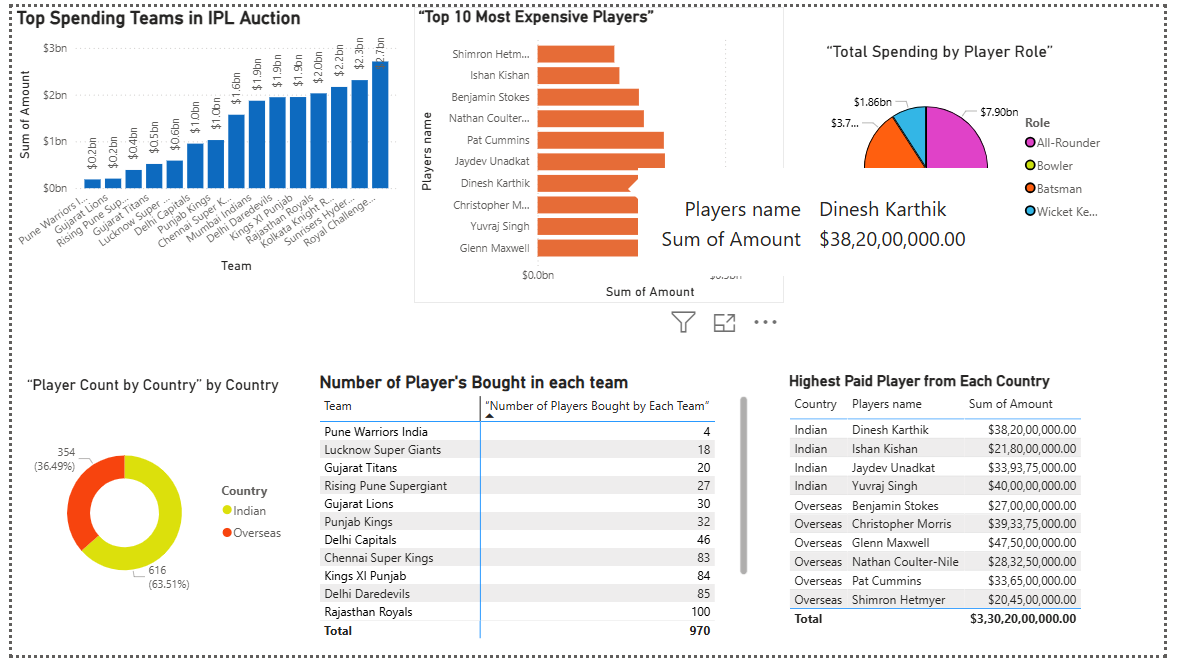 Top Spending Teams in IPL Auction
Sum of Amount
$3bn
$2bn
$1bn
$0bn
$0.2bn
$0.2bn
$0.4bn
$0.5bn
$0.6bn
$1.0bn
$1.0bn
$1.6bn
$1.9bn
$1.9bn
$1.9bn
$2.0bn
$2.2bn
$2.3bn
$2.7bn
Pune Warriors I...
Gujarat Lions
Rising Pune Sup...
Gujarat Titans
Lucknow Super ...
Delhi Capitals
Punjab Kings
Chennai Super K...
Mumbai Indians
Delhi Daredevils
Kings XI Punjab
Rajasthan Royals
Kolkata Knight R...
Sunrisers Hyder...
Royal Challenge...
Team
“Top 10 Most Expensive Players”
Players name
Shimron Hetm...
Ishan Kishan
Benjamin Stokes
Nathan Coulter...
Pat Cummins
Jaydev Unadkat
Dinesh Karthik
Christopher M...
Yuvraj Singh
Glenn Maxwell
$0.0bn
Sum of Amount
Players name Dinesh Karthik
Sum of Amount $38,20,00,000.00
“Total Spending by Player Role”
$1.86bn
$3.7...
$7.90bn
Role
All-Rounder
Bowler
Batsman
Wicket Ke...
“Player Count by Country” by Country
354
(36.49%)
616
(63.51%)
Country
Indian
Overseas
Number of Player's Bought in each team
Team “Number of Players Bought by Each Team”
Pune Warriors India 4
Lucknow Super Giants 18
Gujarat Titans 20
Rising Pune Supergiant 27
Gujarat Lions 30
Punjab Kings 32
Delhi Capitals 46
Chennai Super Kings 83
Kings XI Punjab 84
Delhi Daredevils 85
Rajasthan Royals 100
Total 970
Highest Paid Player from Each Country
Country Players name Sum of Amount
Indian Dinesh Karthik $38,20,00,000.00
Indian Ishan Kishan $21,80,00,000.00
Indian Jaydev Unadkat $33,93,75,000.00
Indian Yuvraj Singh $40,00,00,000.00
Overseas Benjamin Stokes $27,00,00,000.00
Overseas Christopher Morris $39,33,75,000.00
Overseas Glenn Maxwell $47,50,00,000.00
Overseas Nathan Coulter-Nile $28,32,50,000.00
Overseas Pat Cummins $33,65,00,000.00
Overseas Shimron Hetmyer $20,45,00,000.00
Total $3,30,20,00,000.00